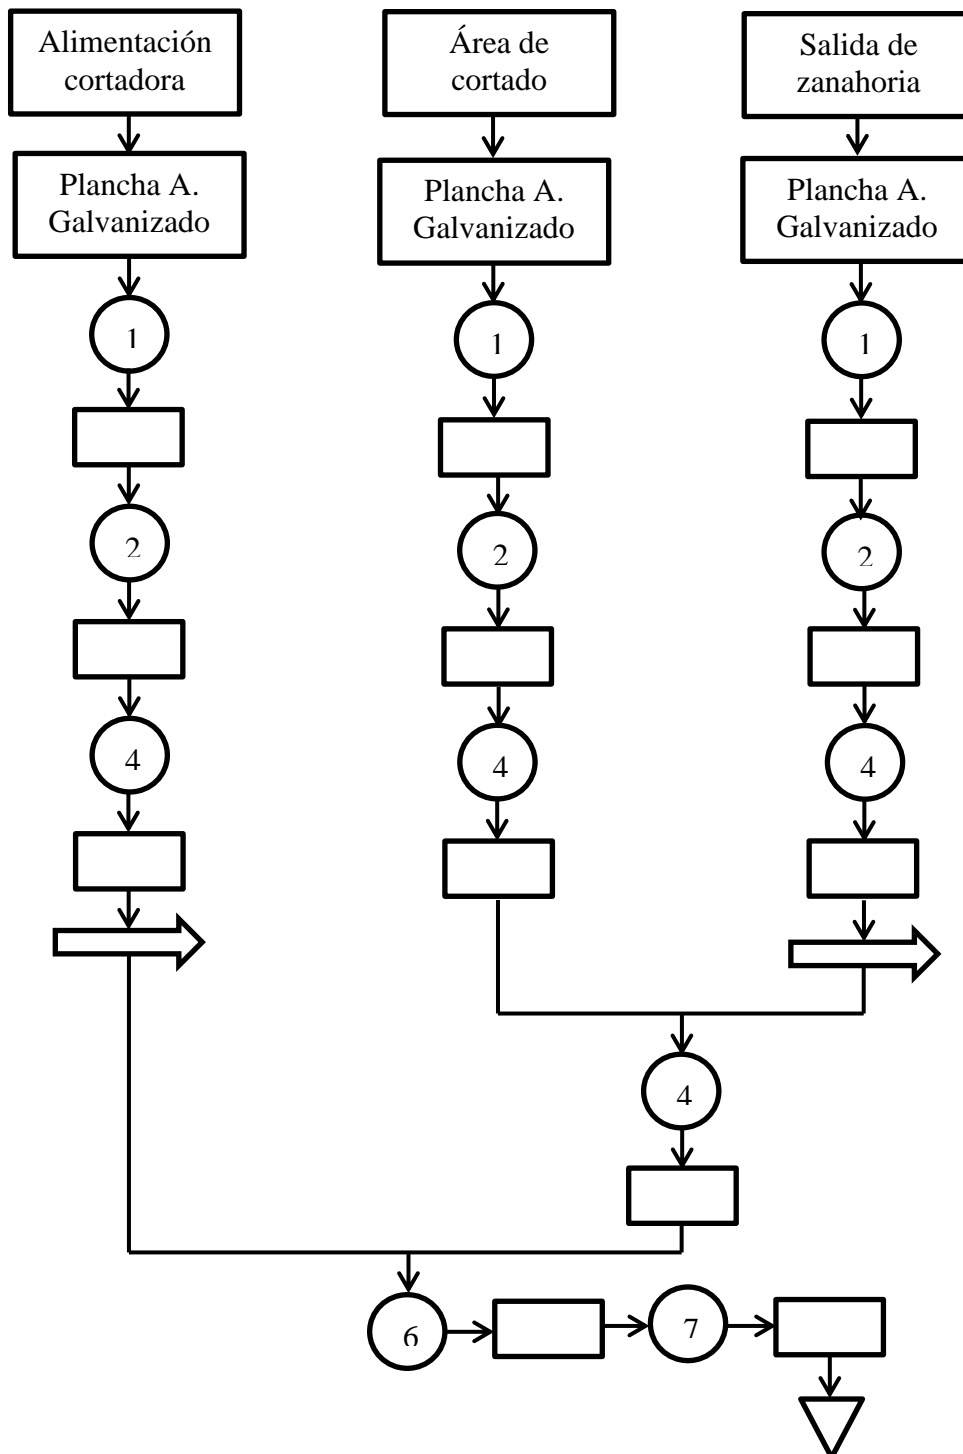 Alimentación
cortadora
Área de
cortado
Salida de
zanahoria
Plancha A.
Galvanizado
Plancha A.
Galvanizado
Plancha A.
Galvanizado
1
1
1
2
2
2
4
4
4
4
6
7